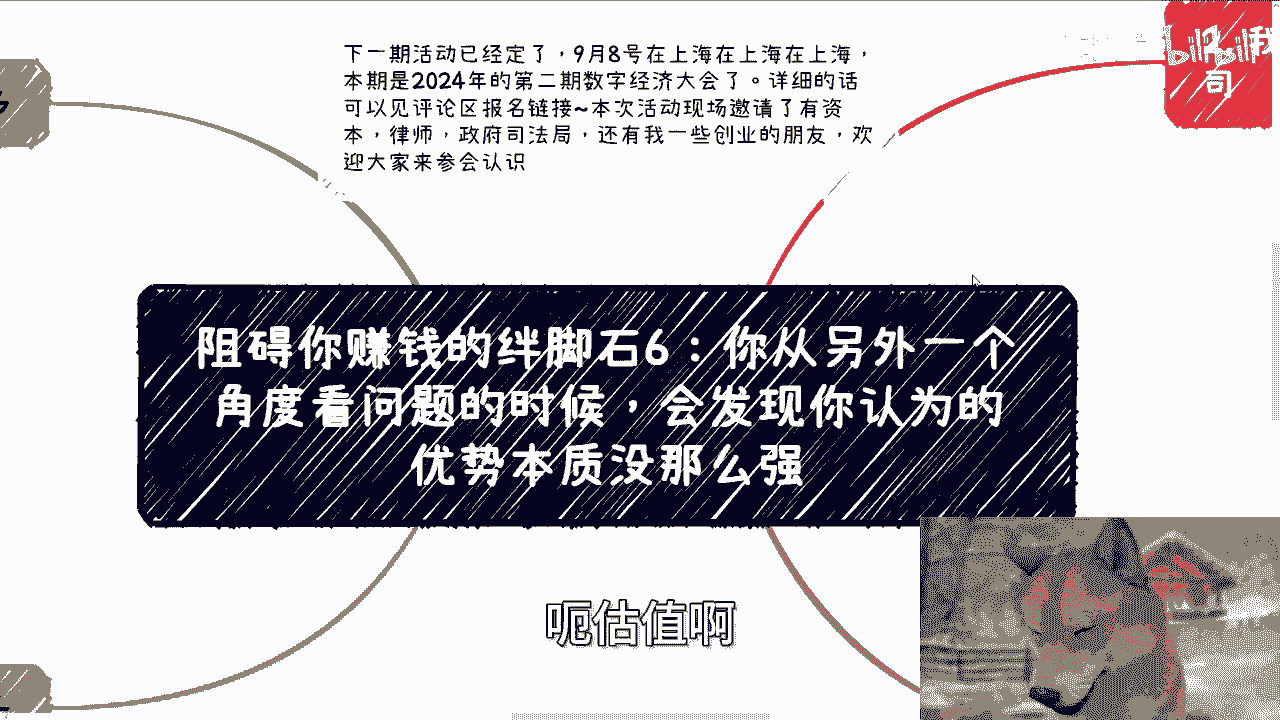 下一期活动已经定了，9月8号在上海在上海在上海，
本期是2024年的第二期数字经济大会了。详细的话
可以见评论区报名链接~本次活动现场邀请了有资
本，律师，政府司法局，还有我一些创业的朋友，欢
迎大家来参会认识
bilibili
司
阻碍你赚钱的绊脚石6：你从另外一个
角度看问题的时候，会发现你认为的
优势本质没那么强
呃估值啊